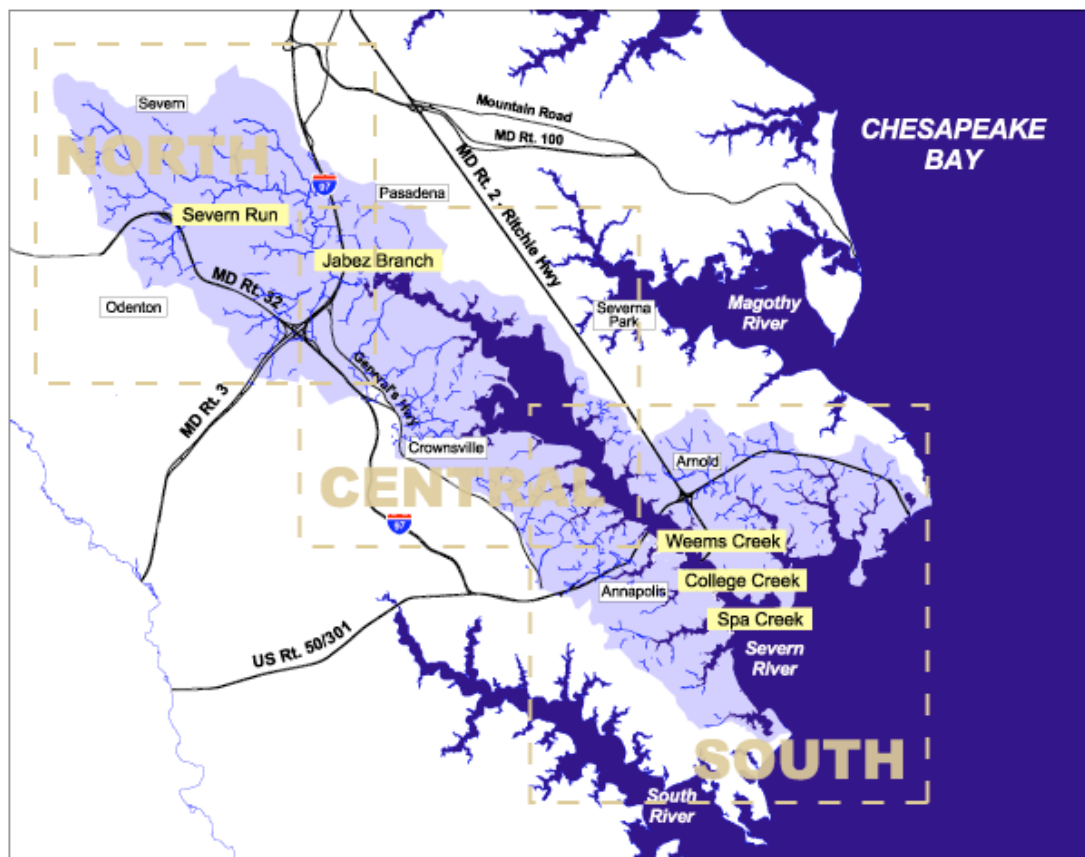 Severn
NORTH
Mountain Road
MD Rt. 100
CHESAPEAKE
BAY
MD Rt. 2 - Ritchie Hwy
97
Pasadena
Severn Run
Jabez Branch
MD Rt. 32
Odenton
Severna
Park
Magothy
River
General's Hwy
MD Rt. 3
Crownsville
Arnold
CENTRAL
97
Weems Creek
College Creek
Annapolis
Spa Creek
US Rt. 50/301
Severn
River
SOUTH
South
River